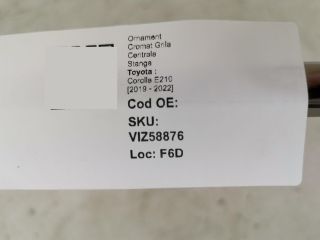 Ornament
Cromat Grila
Centrala
Stanga
Toyota :
Corolla E210
[2019 - 2022]
Cod OE:
SKU:
VIZ58876
Loc: F6D